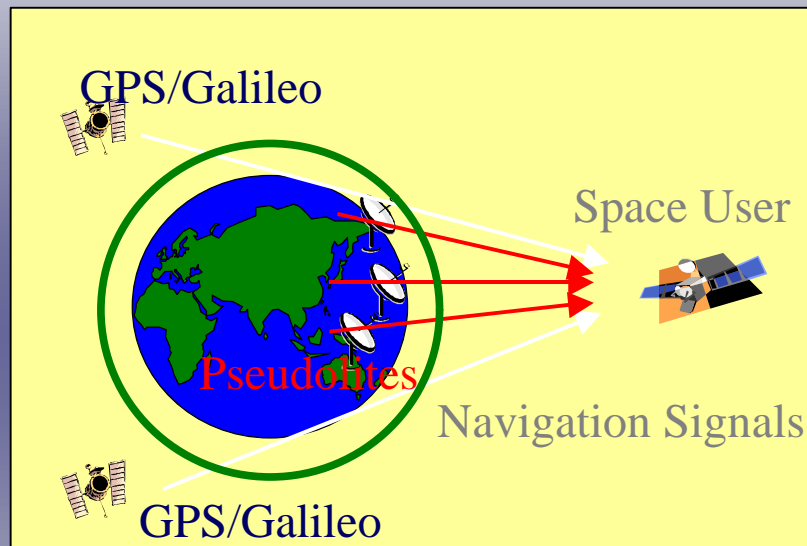 GPS/Galileo
Space User
Pseudolites
Navigation Signals
GPS/Galileo